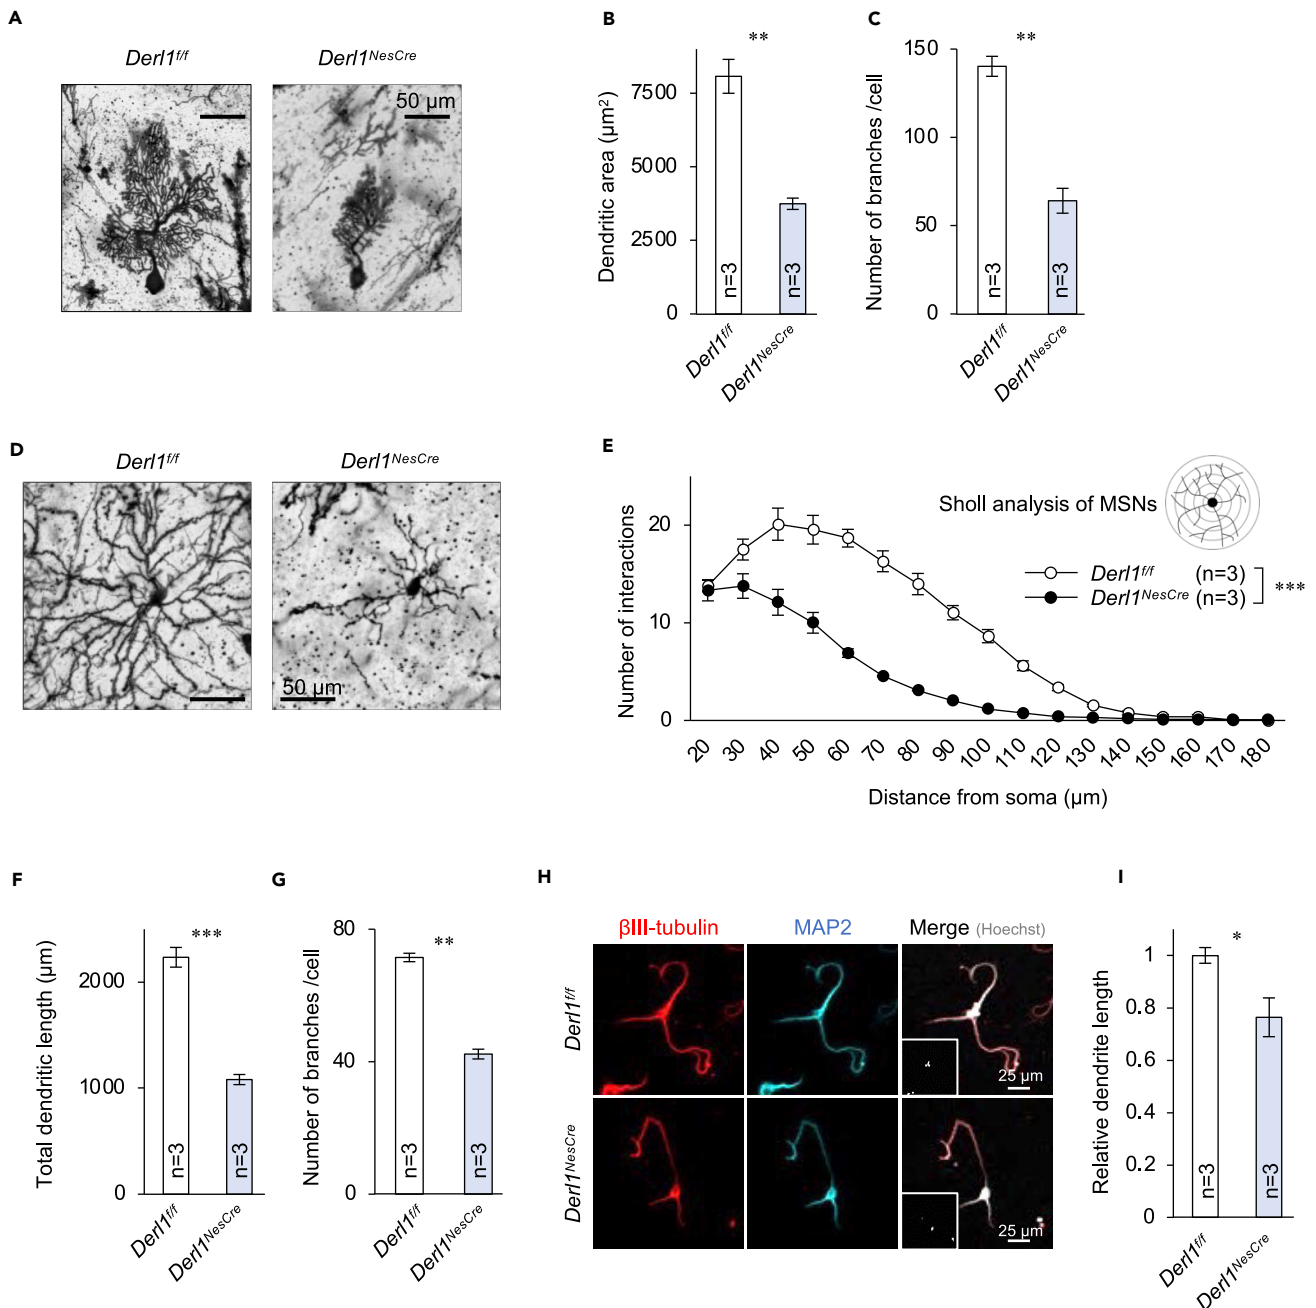 A
Derl1f/f
Derl1NesCre
50 µm
B
**
Dendritic area (µm²)
7500
5000
2500
0
n=3
n=3
Derl1f/f
Derl1NesCre
C
**
Number of branches /cell
150
100
50
0
n=3
n=3
Derl1f/f
Derl1NesCre
D
Derl1f/f
Derl1NesCre
50 µm
E
Sholl analysis of MSNs
Derl1f/f (n=3)
Derl1NesCre (n=3)
***
Number of interactions
20
10
0
20 30 40 50 60 70 80 90 100 110 120 130 140 150 160 170 180
Distance from soma (µm)
F
***
Total dendritic length (µm)
2000
1000
0
n=3
n=3
Derl1f/f
Derl1NesCre
G
**
Number of branches /cell
80
40
0
n=3
n=3
Derl1f/f
Derl1NesCre
H
βIII-tubulin
MAP2
Merge (Hoechst)
Derl1f/f
25 µm
Derl1NesCre
25 µm
I
*
Relative dendrite length
1
0.8
0.6
0.4
0.2
0
n=3
n=3
Derl1f/f
Derl1NesCre